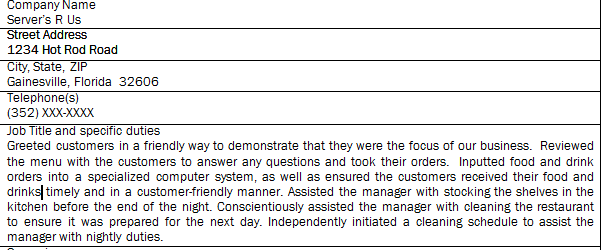 Company Name
Server's R Us
Street Address
1234 Hot Rod Road
City, State, ZIP
Gainesville, Florida  32606
Telephone(s)
(352) XXX-XXXX
Job Title and specific duties
Greeted customers in a friendly way to demonstrate that they were the focus of our business.  Reviewed
the menu with the customers to answer any questions and took their orders.  Inputted food and drink
orders into a specialized computer system, as well as ensured the customers received their food and
drinks timely and in a customer-friendly manner. Assisted the manager with stocking the shelves in the
kitchen before the end of the night. Conscientiously assisted the manager with cleaning the restaurant
to ensure it was prepared for the next day. Independently initiated a cleaning schedule to assist the
manager with nightly duties.